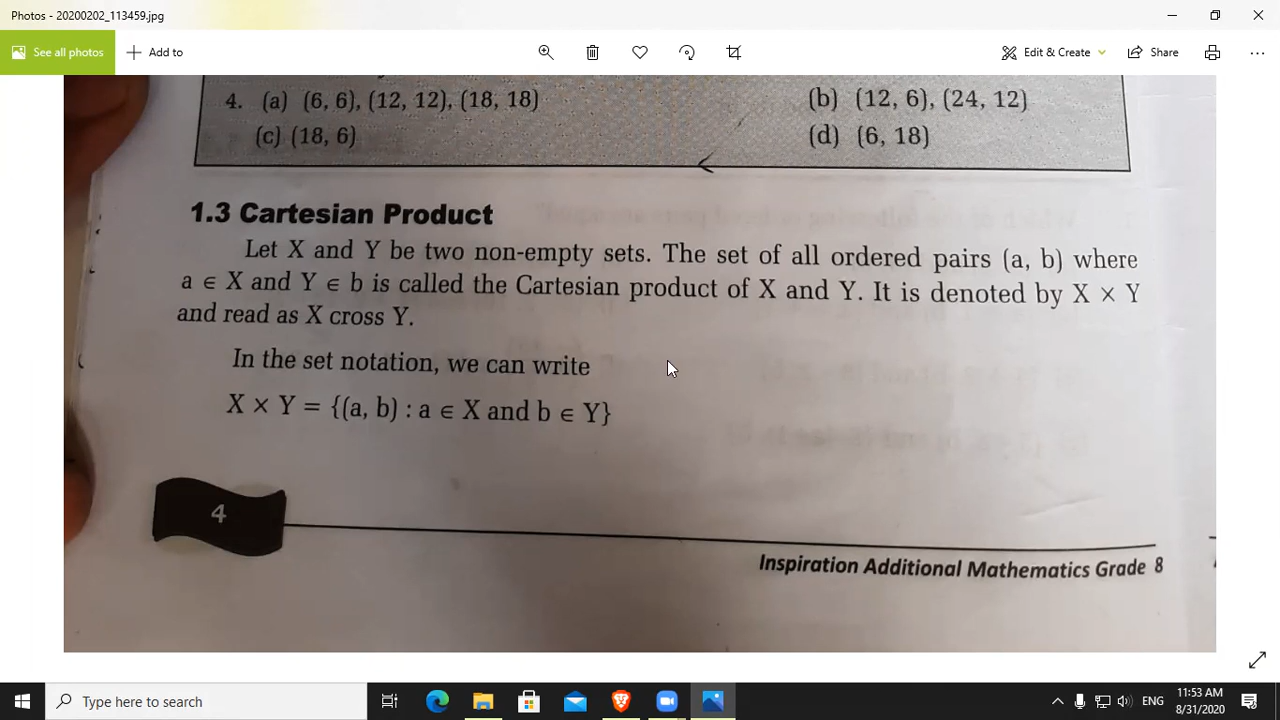 Photos - 20200202_113459.jpg
See all photos
Add to
Edit & Create
Share
4. (a) (6, 6), (12, 12), (18, 18) (b) (12, 6), (24, 12)
(c) (18, 6) (d) (6, 18)
1.3 Cartesian Product
Let X and Y be two non-empty sets. The set of all ordered pairs (a, b) where
a ∈ X and Y ∈ b is called the Cartesian product of X and Y. It is denoted by X × Y
and read as X cross Y.
In the set notation, we can write
X × Y = {(a, b) : a ∈ X and b ∈ Y}
4
Inspiration Additional Mathematics Grade 8
Type here to search
ENG
11:53 AM
8/31/2020